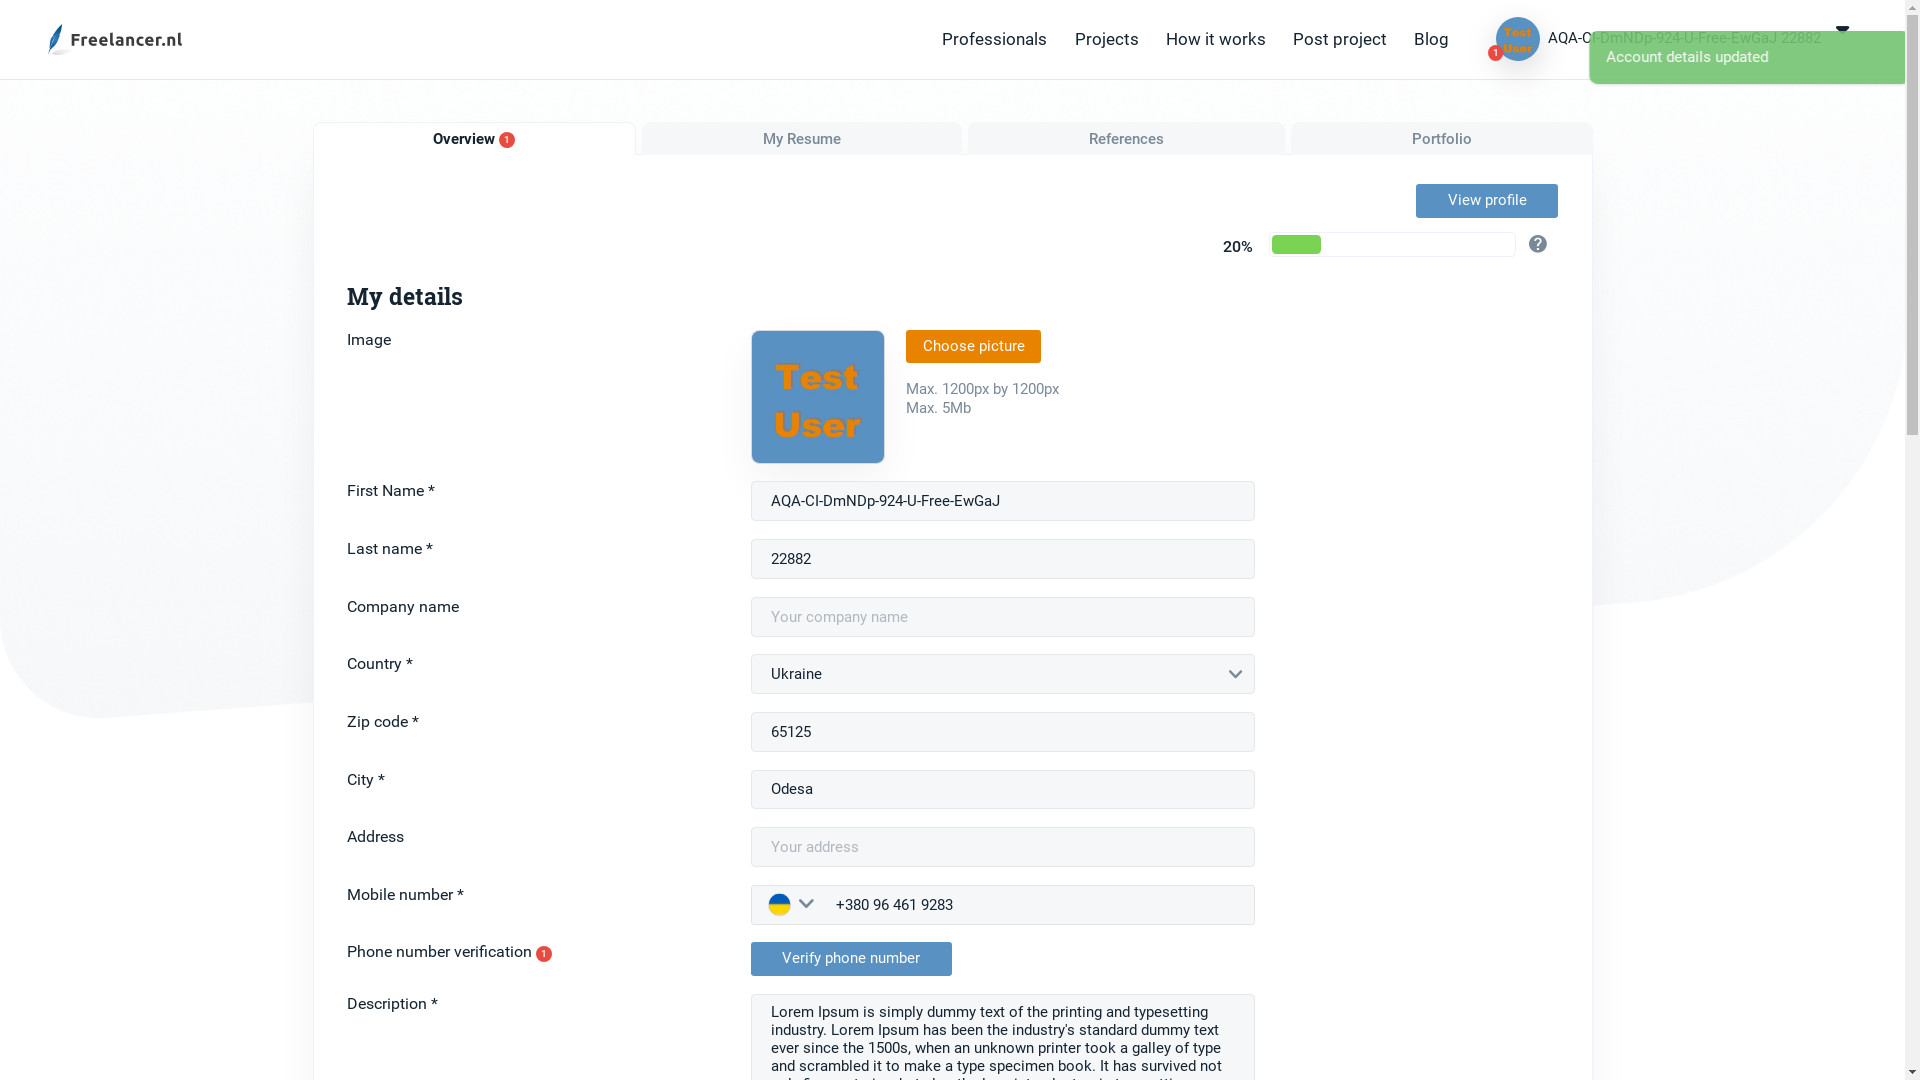 Freelancer.nl
Professionals Projects How it works Post project Blog
Test User
1
AQA-CI-DmNDp-924-U-Free-EwGaJ 22882
Account details updated
Overview 1
My Resume
References
Portfolio
View profile
20%
?
My details
Image
Test
User
Choose picture
Max. 1200px by 1200px
Max. 5Mb
First Name *
AQA-CI-DmNDp-924-U-Free-EwGaJ
Last name *
22882
Company name
Your company name
Country *
Ukraine
Zip code *
65125
City *
Odesa
Address
Your address
Mobile number *
+380 96 461 9283
Phone number verification 1
Verify phone number
Description *
Lorem Ipsum is simply dummy text of the printing and typesetting
industry. Lorem Ipsum has been the industry's standard dummy text
ever since the 1500s, when an unknown printer took a galley of type
and scrambled it to make a type specimen book. It has survived not